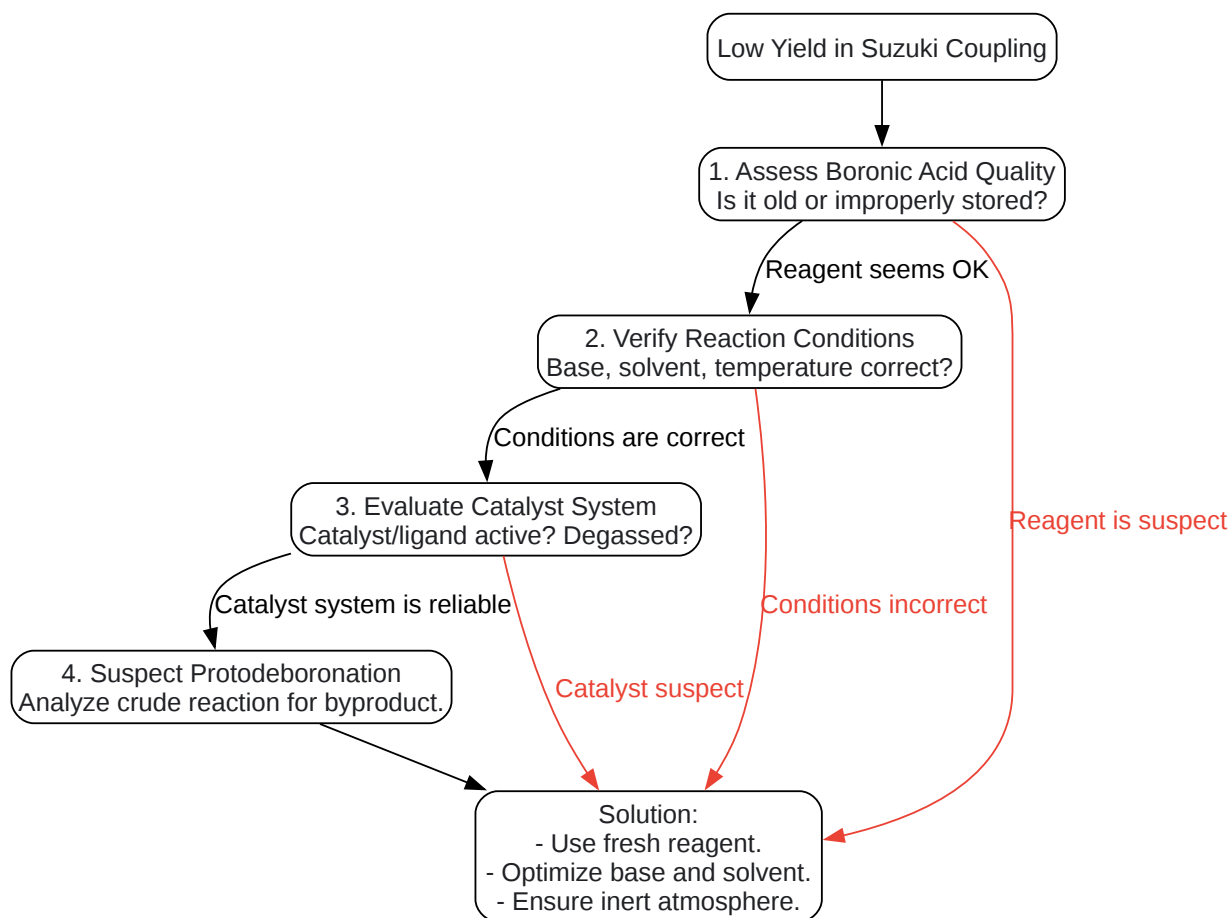 Low Yield in Suzuki Coupling
1. Assess Boronic Acid Quality
Is it old or improperly stored?
Reagent seems OK
2. Verify Reaction Conditions
Base, solvent, temperature correct?
Conditions are correct
3. Evaluate Catalyst System
Catalyst/ligand active? Degassed?
Reagent is suspect
Catalyst system is reliable
Conditions incorrect
4. Suspect Protodeboronation
Analyze crude reaction for byproduct.
Catalyst suspect
Solution:
- Use fresh reagent.
- Optimize base and solvent.
- Ensure inert atmosphere.